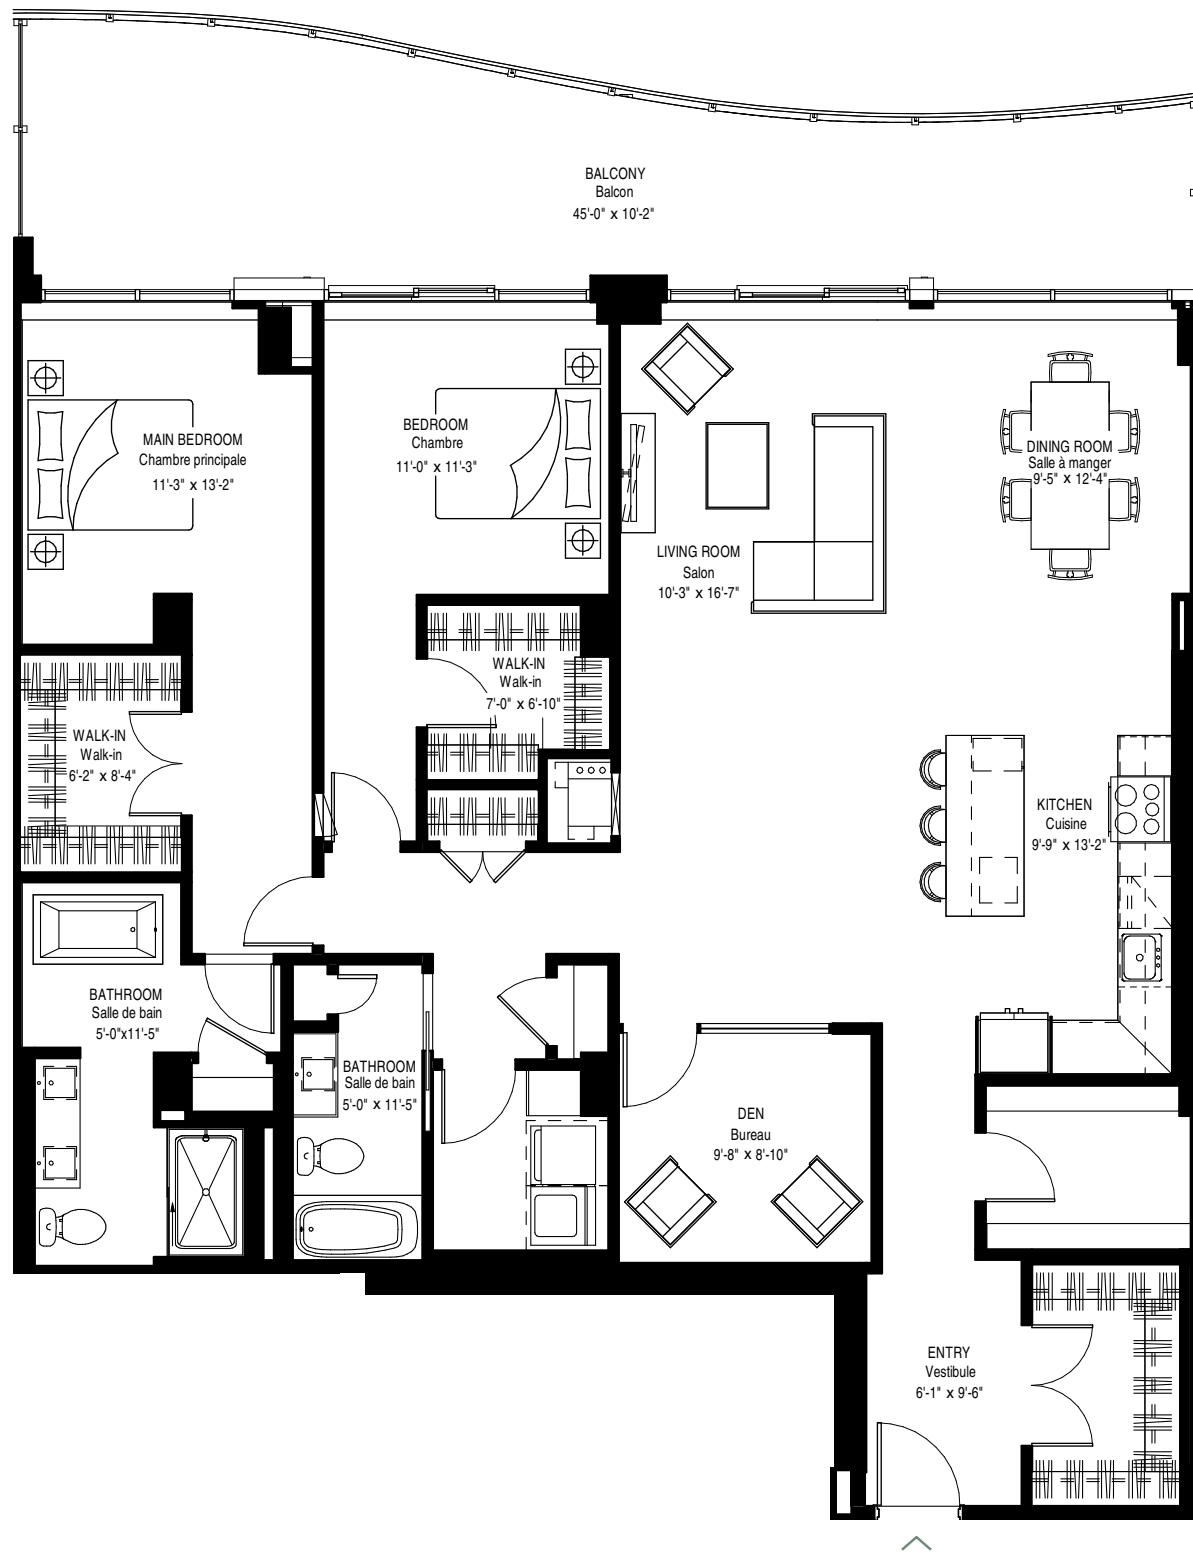 BALCONY
Balcon
45'-0" x 10'-2"
MAIN BEDROOM
Chambre principale
11'-3" x 13'-2"
BEDROOM
Chambre
11'-0" x 11'-3"
DINING ROOM
Salle à manger
9'-5" x 12'-4"
LIVING ROOM
Salon
10'-3" x 16'-7"
WALK-IN
Walk-in
7'-0" x 6'-10"
WALK-IN
Walk-in
6'-2" x 8'-4"
KITCHEN
Cuisine
9'-9" x 13'-2"
BATHROOM
Salle de bain
5'-0"x11'-5"
BATHROOM
Salle de bain
5'-0" x 11'-5"
DEN
Bureau
9'-8" x 8'-10"
ENTRY
Vestibule
6'-1" x 9'-6"